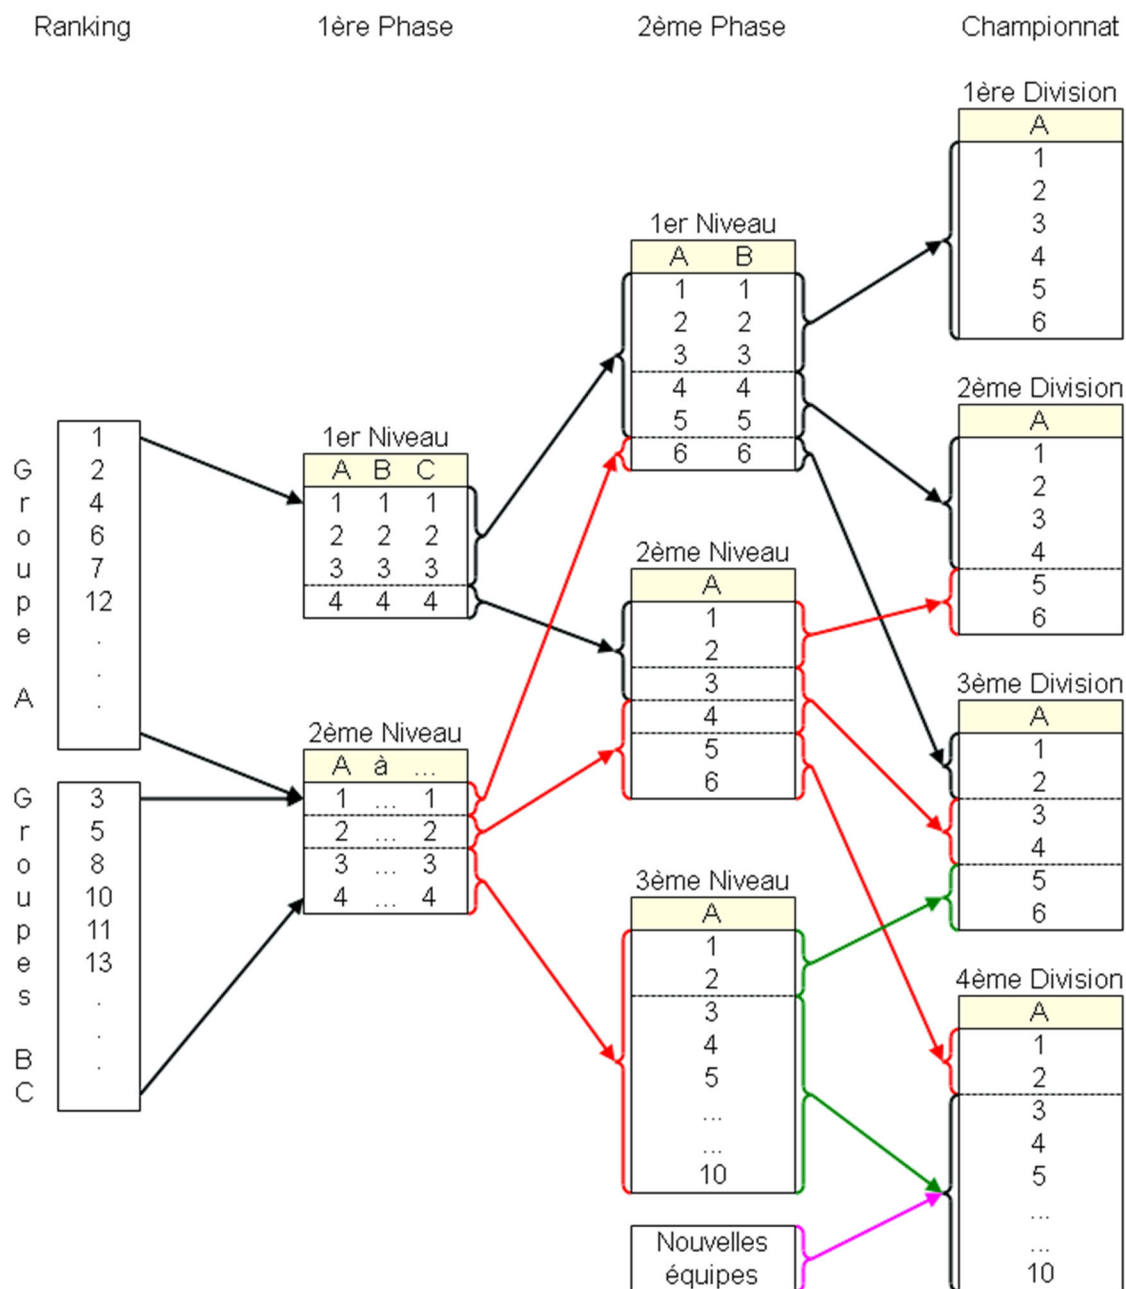 Ranking 1ère Phase 2ème Phase Championnat
Groupe A
1
2
4
6
7
12
.
.
.
Groupes BC
3
5
8
10
11
13
.
.
.
1er Niveau
A B C
1 1 1
2 2 2
3 3 3
4 4 4
2ème Niveau
A à ...
1 ... 1
2 ... 2
3 ... 3
4 ... 4
1er Niveau
A B
1 1
2 2
3 3
4 4
5 5
6 6
2ème Niveau
A
1
2
3
4
5
6
3ème Niveau
A
1
2
3
4
5
...
...
10
Nouvelles
équipes
1ère Division
A
1
2
3
4
5
6
2ème Division
A
1
2
3
4
5
6
3ème Division
A
1
2
3
4
5
6
4ème Division
A
1
2
3
4
5
...
...
10